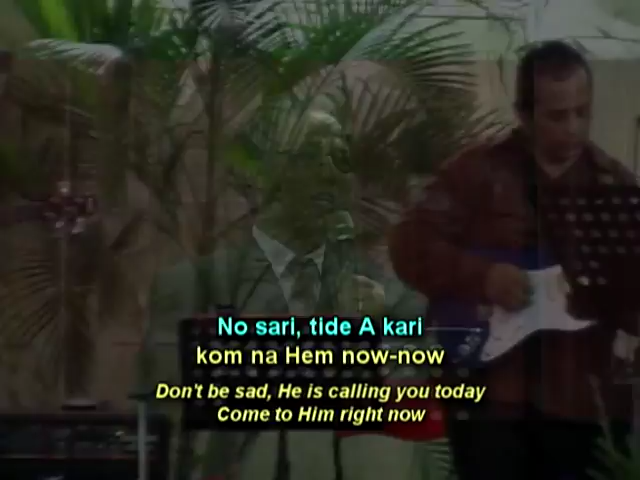 No sari, tide A kari
kom na Hem now-now
Don't be sad, He is calling you today
Come to Him right now